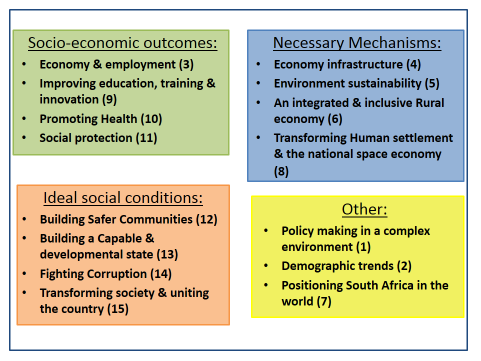 Socio-economic outcomes:
• Economy & employment (3)
• Improving education, training &
innovation (9)
• Promoting Health (10)
• Social protection (11)
Necessary Mechanisms:
• Economy infrastructure (4)
• Environment sustainability (5)
• An integrated & inclusive Rural
economy (6)
• Transforming Human settlement
& the national space economy
(8)
Ideal social conditions:
• Building Safer Communities (12)
• Building a Capable &
developmental state (13)
• Fighting Corruption (14)
• Transforming society & uniting
the country (15)
Other:
• Policy making in a complex
environment (1)
• Demographic trends (2)
• Positioning South Africa in the
world (7)